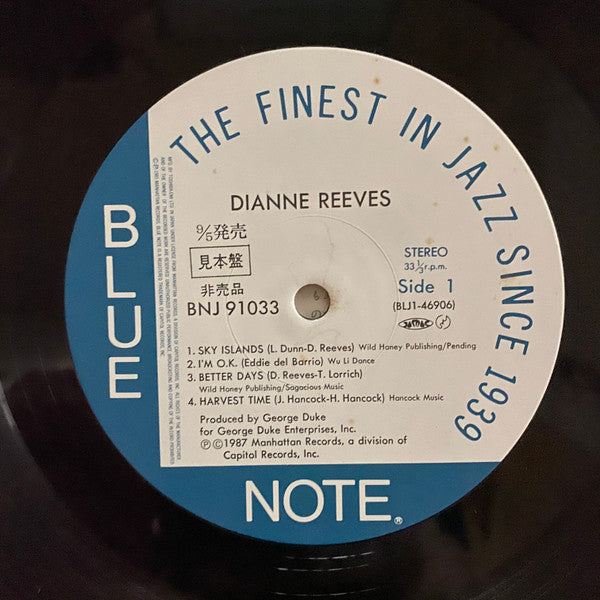 THE FINEST IN JAZZ SINCE 1939
BLUE
NOTE®
DIANNE REEVES
9/5発売
見本盤
非売品
BNJ 91033
STEREO
33⅓r.p.m.
Side 1
(BLJ1-46906)
1. SKY ISLANDS (L. Dunn-D. Reeves) Wild Honey Publishing/Pending
2. I'M O.K. (Eddie del Barrio) Wu Li Dance
3. BETTER DAYS (D. Reeves-T. Lorrich)
Wild Honey Publishing/Sagacious Music
4. HARVEST TIME (J. Hancock-H. Hancock) Hancock Music
Produced by George Duke
for George Duke Enterprises, Inc.
ⓅⒸ1987 Manhattan Records, a division of
Capitol Records, Inc.